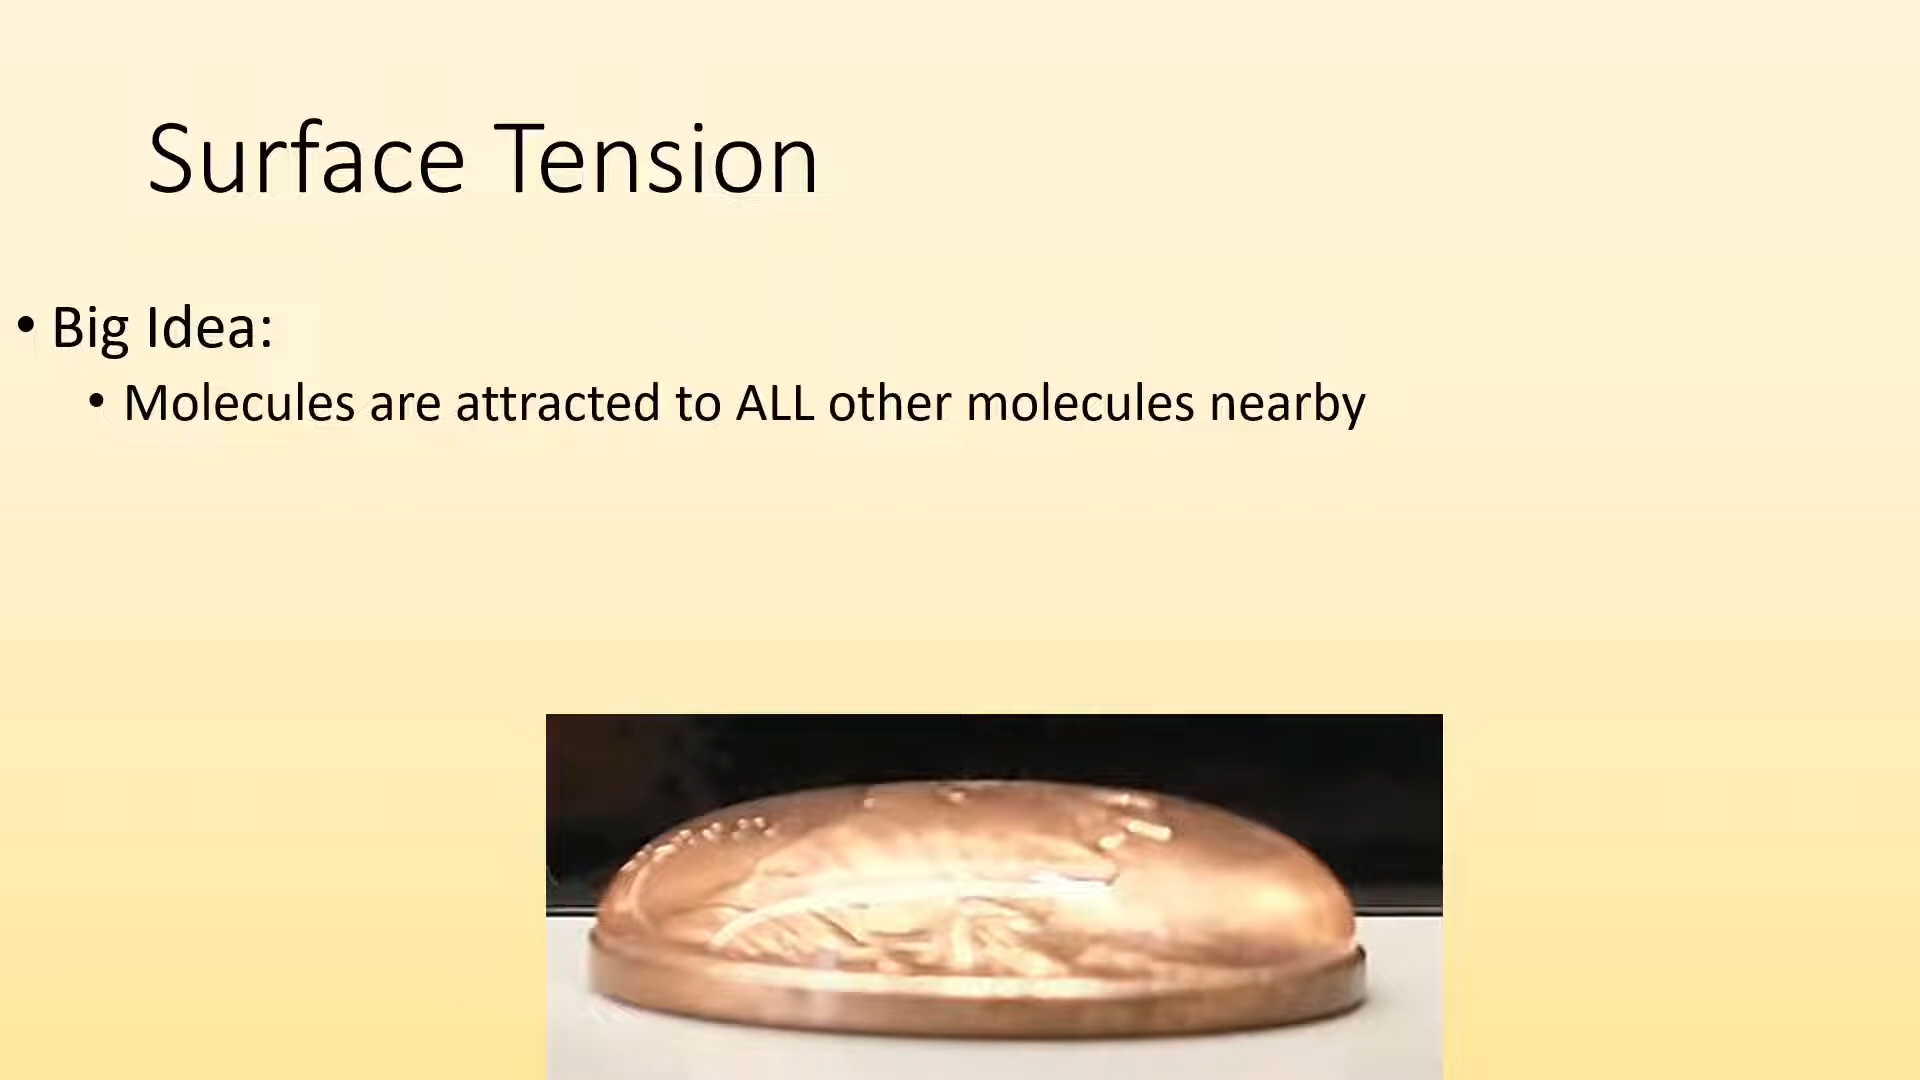 Surface Tension
• Big Idea:
• Molecules are attracted to ALL other molecules nearby